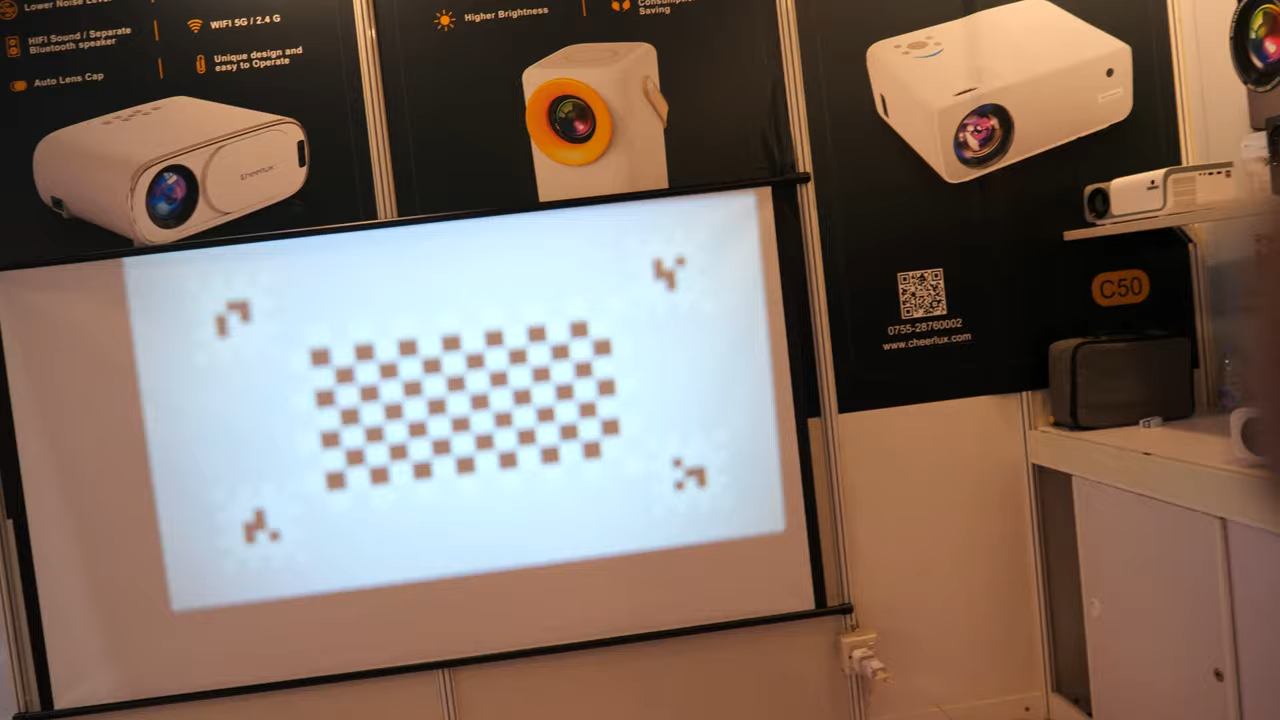 Lower Noise Level
WIFI 5G / 2.4 G
HIFI Sound / Separate
Bluetooth speaker
Unique design and
easy to Operate
Auto Lens Cap
Cheerlux
Higher Brightness
Consumption
Saving
0755-28760002
www.cheerlux.com
C50